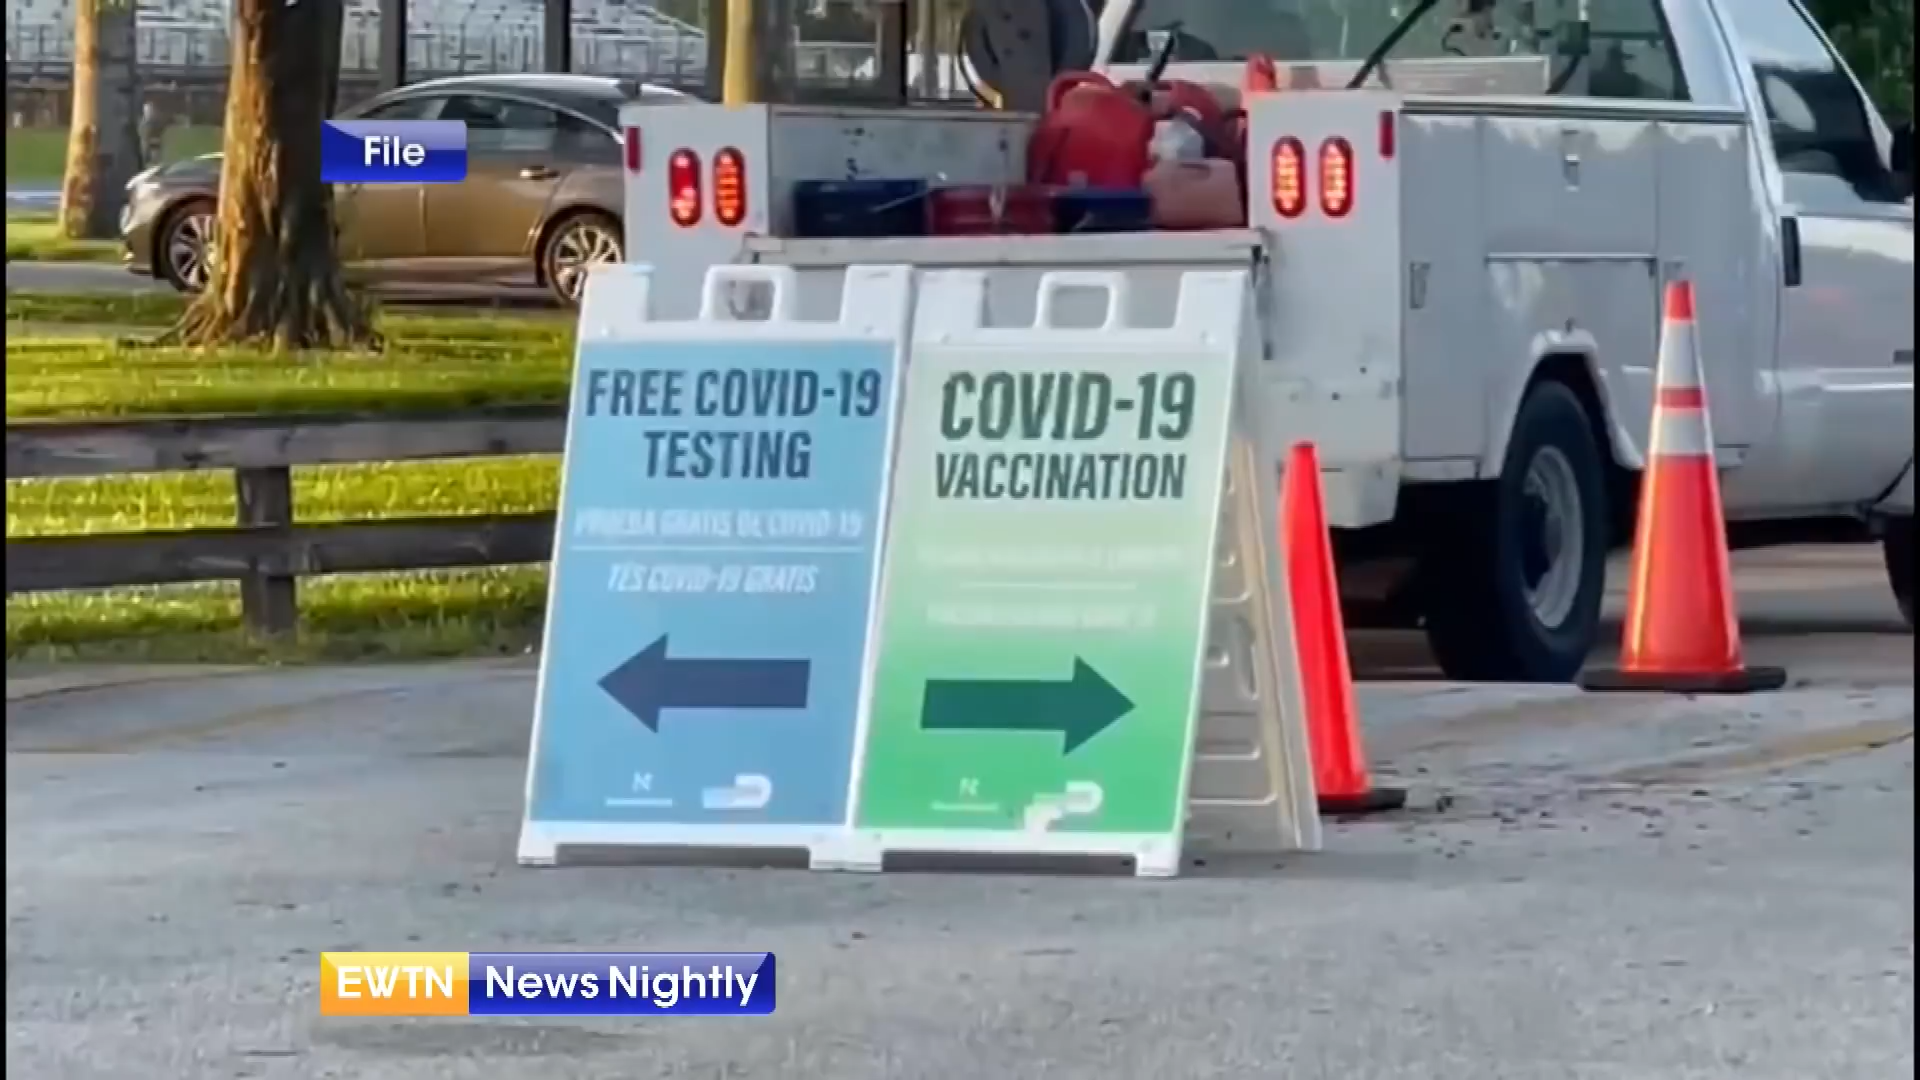 File
FREE COVID-19
TESTING
PRUEBA GRATIS DE COVID-19
TÈS COVID-19 GRATIS
COVID-19
VACCINATION
EWTN News Nightly